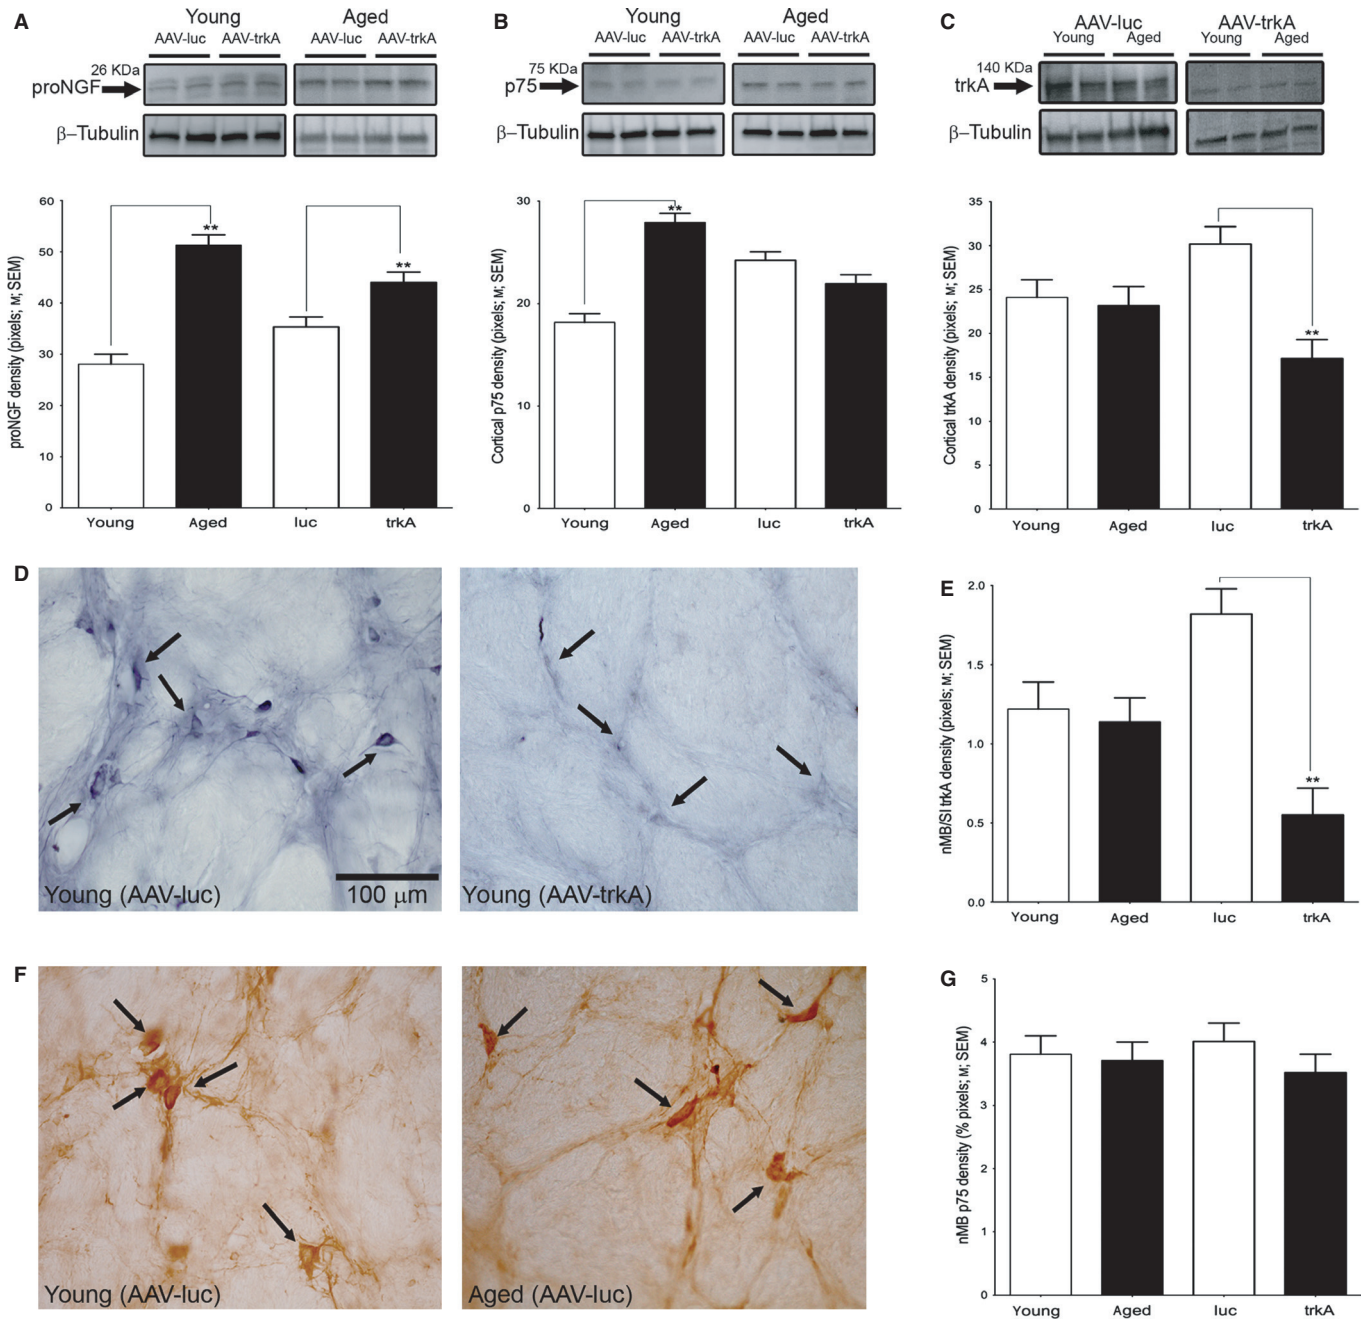 A
Young Aged
AAV-luc AAV-trkA AAV-luc AAV-trkA
26 KDa
proNGF
β–Tubulin
proNGF density (pixels; M; SEM)
60
50
40
30
20
10
0
** **
Young Aged luc trkA
B
Young Aged
AAV-luc AAV-trkA AAV-luc AAV-trkA
75 KDa
p75
β–Tubulin
Cortical p75 density (pixels; M; SEM)
30
20
10
0
**
Young Aged luc trkA
C
AAV-luc AAV-trkA
Young Aged Young Aged
140 KDa
trkA
β–Tubulin
Cortical trkA density (pixels; M; SEM)
35
30
25
20
15
10
5
0
**
Young Aged luc trkA
D
Young (AAV-luc)
100 μm
Young (AAV-trkA)
E
nMB/SI trkA density (pixels; M; SEM)
2.0
1.6
1.2
1.0
0.5
0.0
**
Young Aged luc trkA
F
Young (AAV-luc)
Aged (AAV-luc)
G
nMB p75 density (% pixels; M; SEM)
5
4
3
2
1
0
Young Aged luc trkA